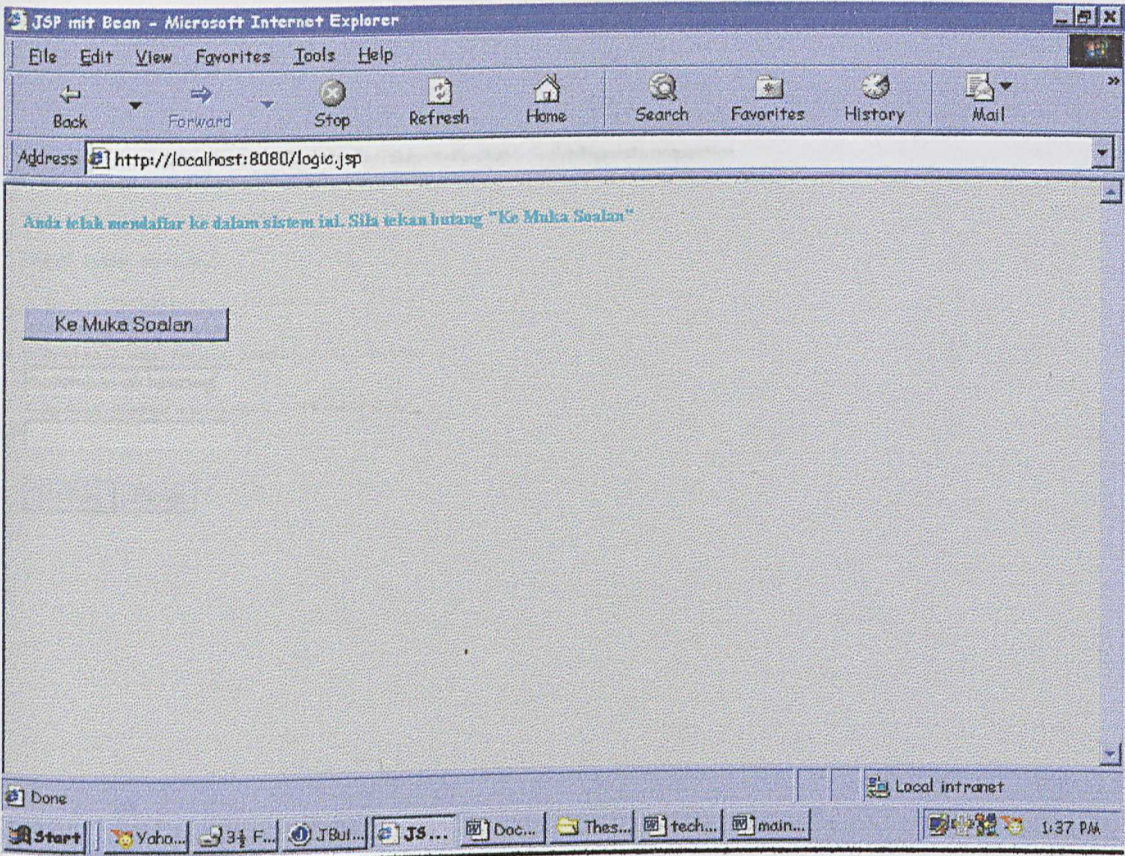 JSP mit Bean - Microsoft Internet Explorer
File Edit View Favorites Tools Help
Back Forward Stop Refresh Home Search Favorites History Mail »
Address http://localhost:8080/logic.jsp
Anda telah mendaftar ke dalam sistem ini. Sila tekan butang "Ke Muka Soalan"
Ke Muka Soalan
Done Local intranet
Start Yaho... 3½ F... JBui... JS... Doc... Thes... tech... main... 1:37 PM